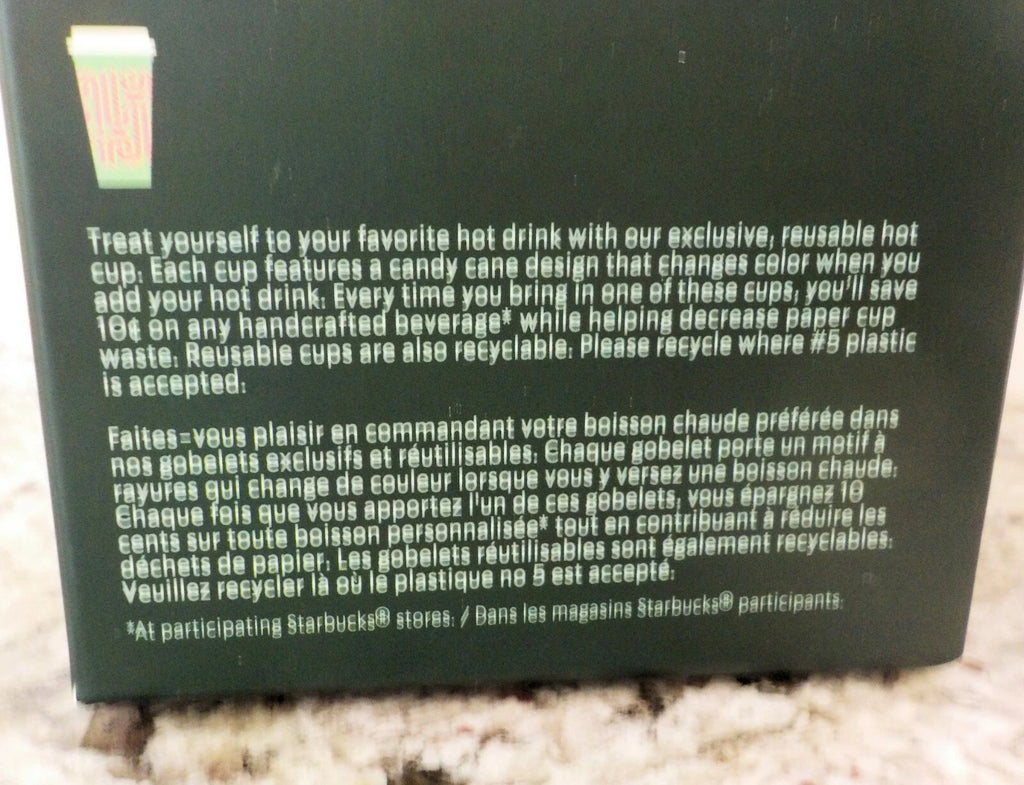 Treat yourself to your favorite hot drink with our exclusive, reusable hot
cup. Each cup features a candy cane design that changes color when you
add your hot drink. Every time you bring in one of these cups, you'll save
10¢ on any handcrafted beverage* while helping decrease paper cup
waste. Reusable cups are also recyclable. Please recycle where #5 plastic
is accepted.
Faites-vous plaisir en commandant votre boisson chaude préférée dans
nos gobelets exclusifs et réutilisables. Chaque gobelet porte un motif à
rayures qui change de couleur lorsque vous y versez une boisson chaude.
Chaque fois que vous apportez l'un de ces gobelets, vous épargnez 10
cents sur toute boisson personnalisée* tout en contribuant à réduire les
déchets de papier. Les gobelets réutilisables sont également recyclables.
Veuillez recycler là où le plastique no 5 est accepté.
*At participating Starbucks® stores. / Dans les magasins Starbucks® participants.